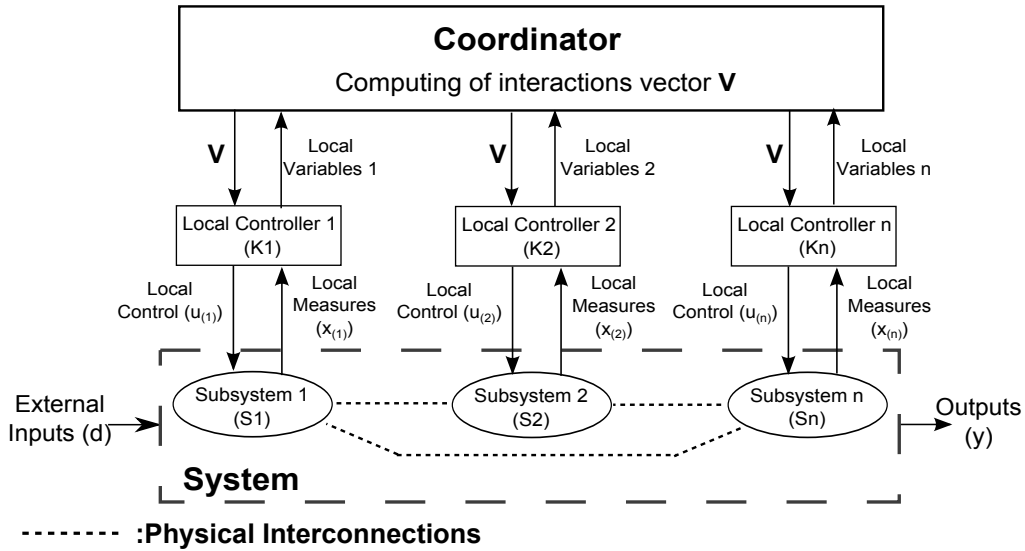 Coordinator
Computing of interactions vector V
V
Local
Variables 1
V
Local
Variables 2
V
Local
Variables n
Local Controller 1
(K1)
Local Controller 2
(K2)
Local Controller n
(Kn)
Local
Control (u(1))
Local
Measures
(x(1))
Local
Control (u(2))
Local
Measures
(x(2))
Local
Control (u(n))
Local
Measures
(x(n))
External
Inputs (d)
Subsystem 1
(S1)
Subsystem 2
(S2)
Subsystem n
(Sn)
Outputs
(y)
System
:Physical Interconnections